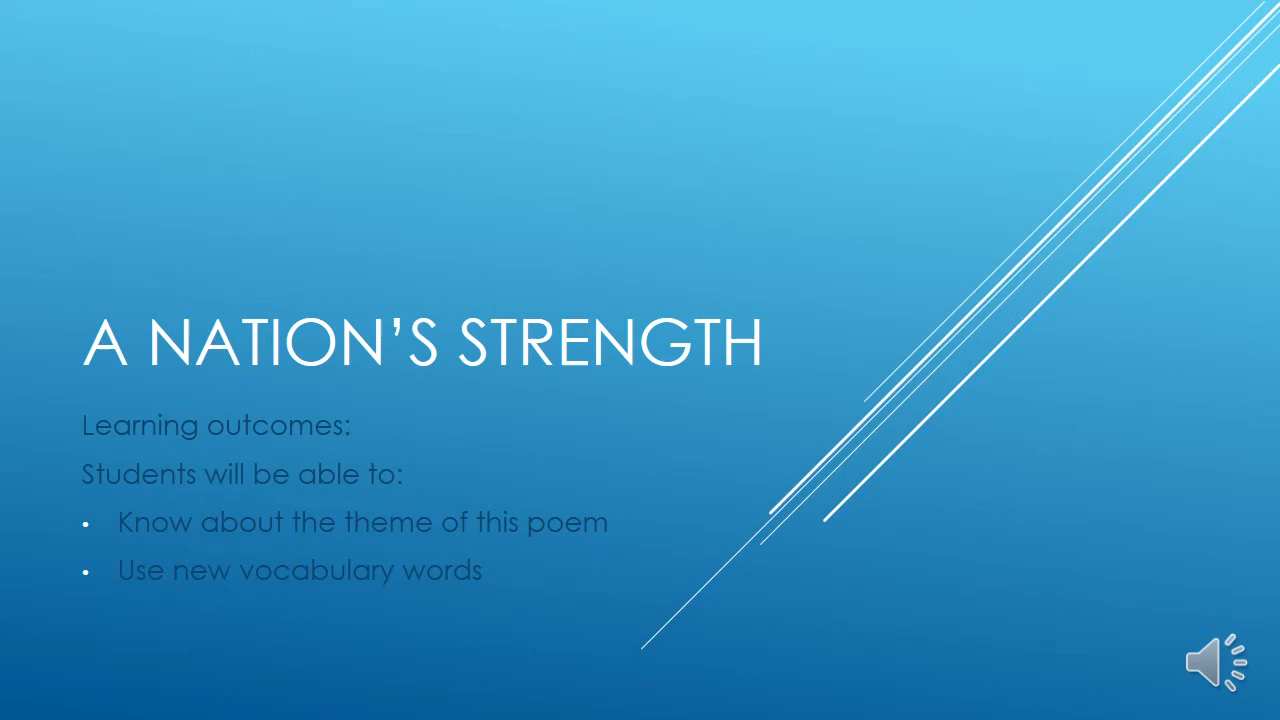 A NATION’S STRENGTH
Learning outcomes:
Students will be able to:
• Know about the theme of this poem
• Use new vocabulary words